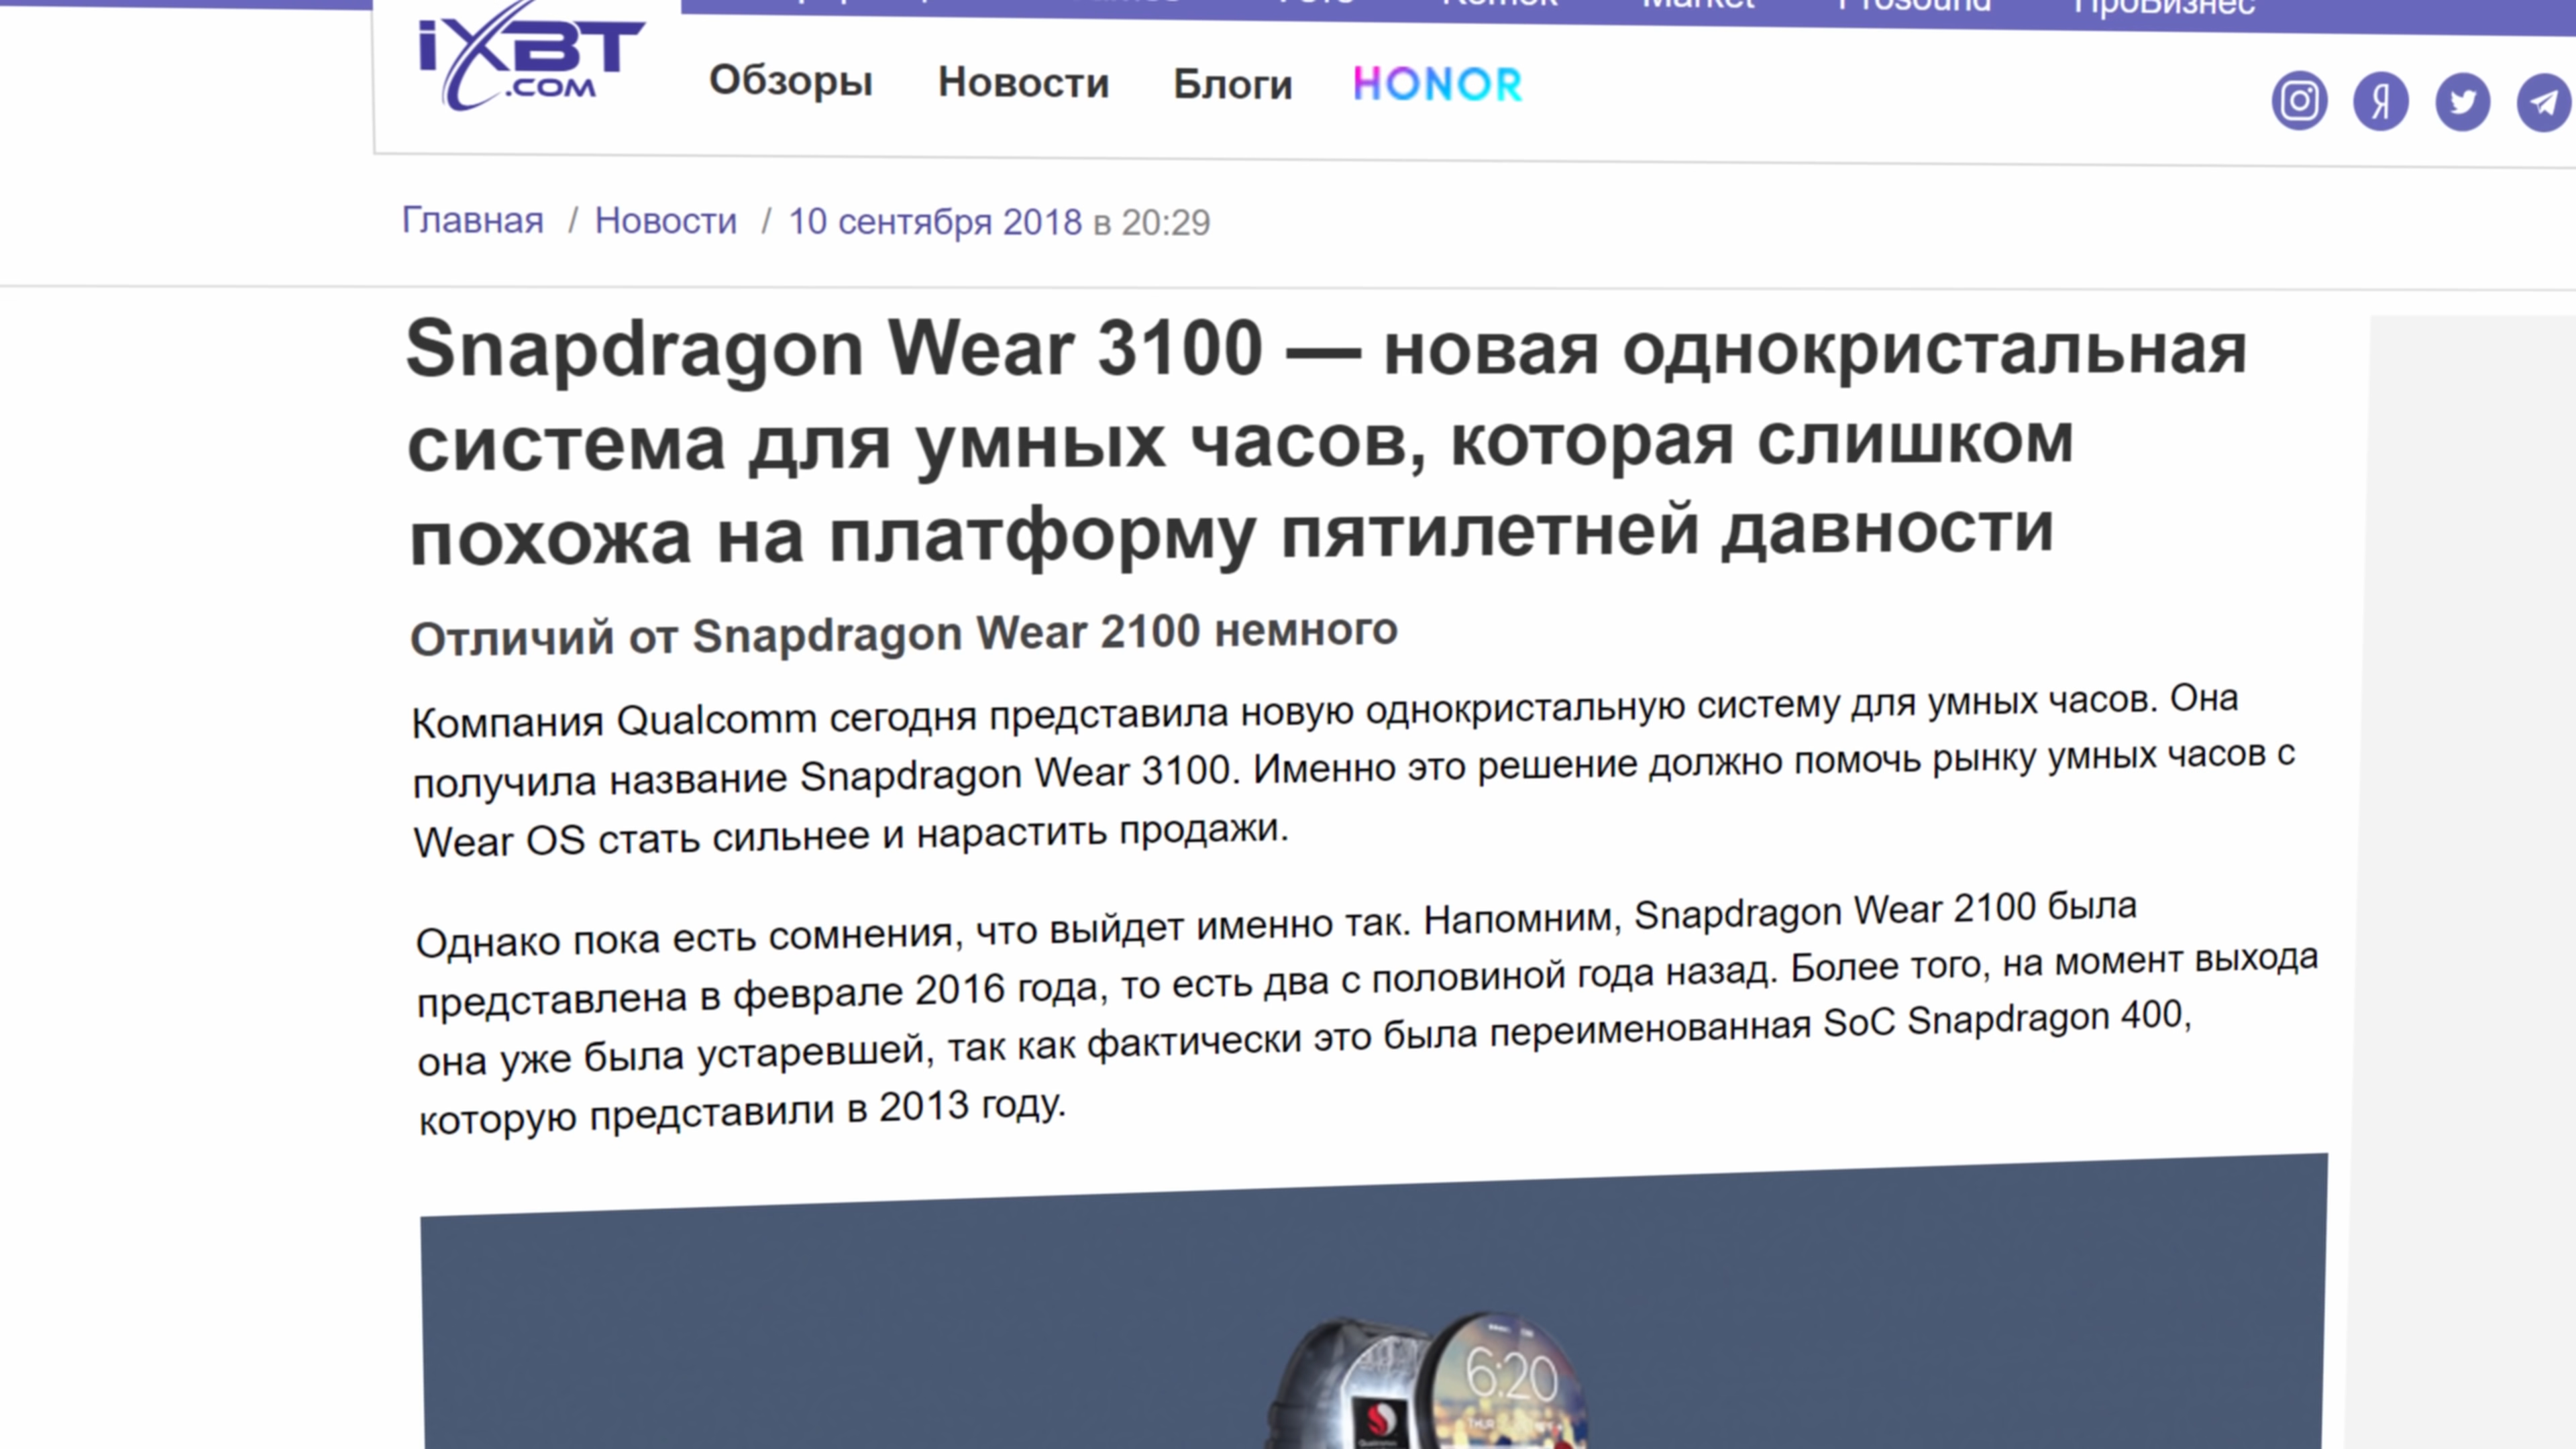 iXBT
.COM
Market
Prosound
ПроБизнес
Обзоры Новости Блоги HONOR
Главная / Новости / 10 сентября 2018 в 20:29
Snapdragon Wear 3100 — новая однокристальная
система для умных часов, которая слишком
похожа на платформу пятилетней давности
Отличий от Snapdragon Wear 2100 немного
Компания Qualcomm сегодня представила новую однокристальную систему для умных часов. Она
получила название Snapdragon Wear 3100. Именно это решение должно помочь рынку умных часов с
Wear OS стать сильнее и нарастить продажи.
Однако пока есть сомнения, что выйдет именно так. Напомним, Snapdragon Wear 2100 была
представлена в феврале 2016 года, то есть два с половиной года назад. Более того, на момент выхода
она уже была устаревшей, так как фактически это была переименованная SoC Snapdragon 400,
которую представили в 2013 году.
6:20